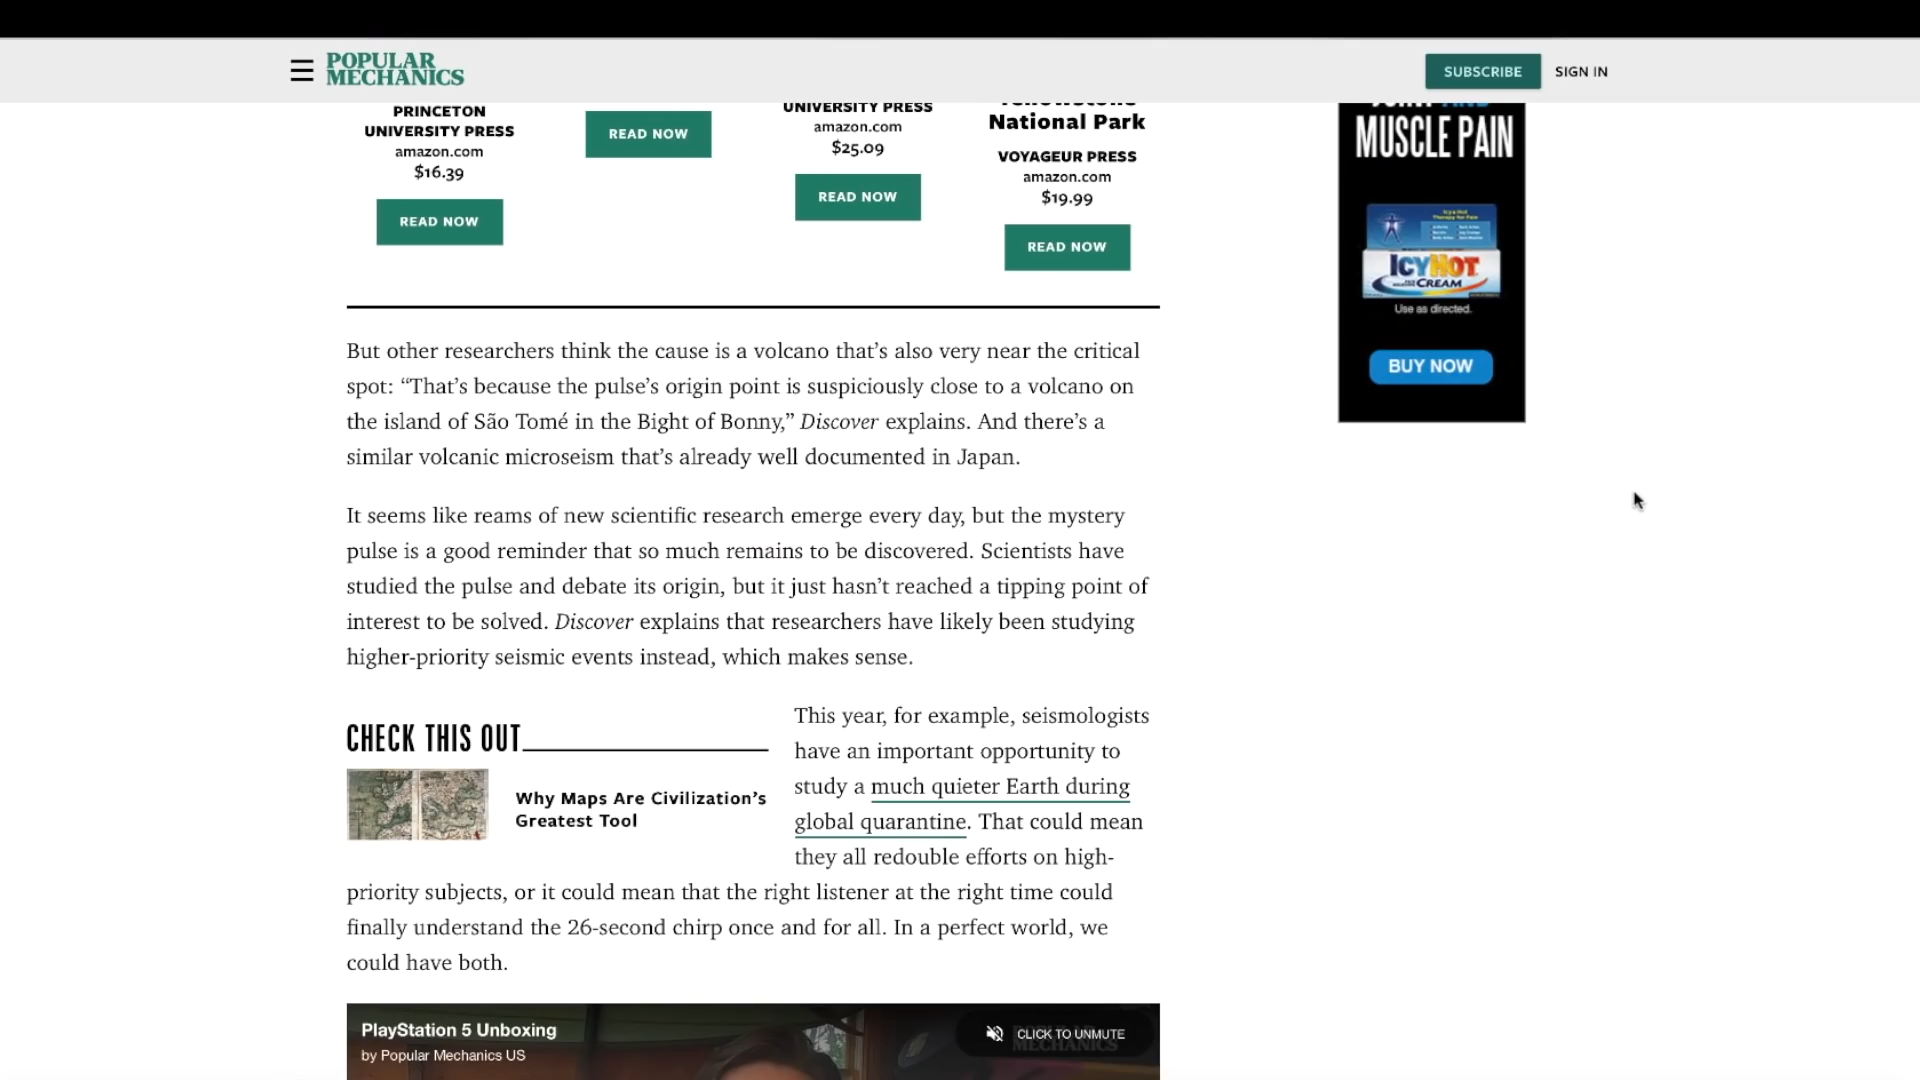 POPULAR
MECHANICS
SUBSCRIBE
SIGN IN
PRINCETON
UNIVERSITY PRESS
amazon.com
$16.39
READ NOW
READ NOW
UNIVERSITY PRESS
amazon.com
$25.09
READ NOW
Yellowstone
National Park
VOYAGEUR PRESS
amazon.com
$19.99
READ NOW
MUSCLE PAIN
ICYHOT
CREAM
Use as directed.
BUY NOW
But other researchers think the cause is a volcano that’s also very near the critical
spot: “That’s because the pulse’s origin point is suspiciously close to a volcano on
the island of São Tomé in the Bight of Bonny,” Discover explains. And there’s a
similar volcanic microseism that’s already well documented in Japan.
It seems like reams of new scientific research emerge every day, but the mystery
pulse is a good reminder that so much remains to be discovered. Scientists have
studied the pulse and debate its origin, but it just hasn’t reached a tipping point of
interest to be solved. Discover explains that researchers have likely been studying
higher-priority seismic events instead, which makes sense.
CHECK THIS OUT
Why Maps Are Civilization’s
Greatest Tool
This year, for example, seismologists
have an important opportunity to
study a much quieter Earth during
global quarantine. That could mean
they all redouble efforts on high-
priority subjects, or it could mean that the right listener at the right time could
finally understand the 26-second chirp once and for all. In a perfect world, we
could have both.
PlayStation 5 Unboxing
by Popular Mechanics US
CLICK TO UNMUTE